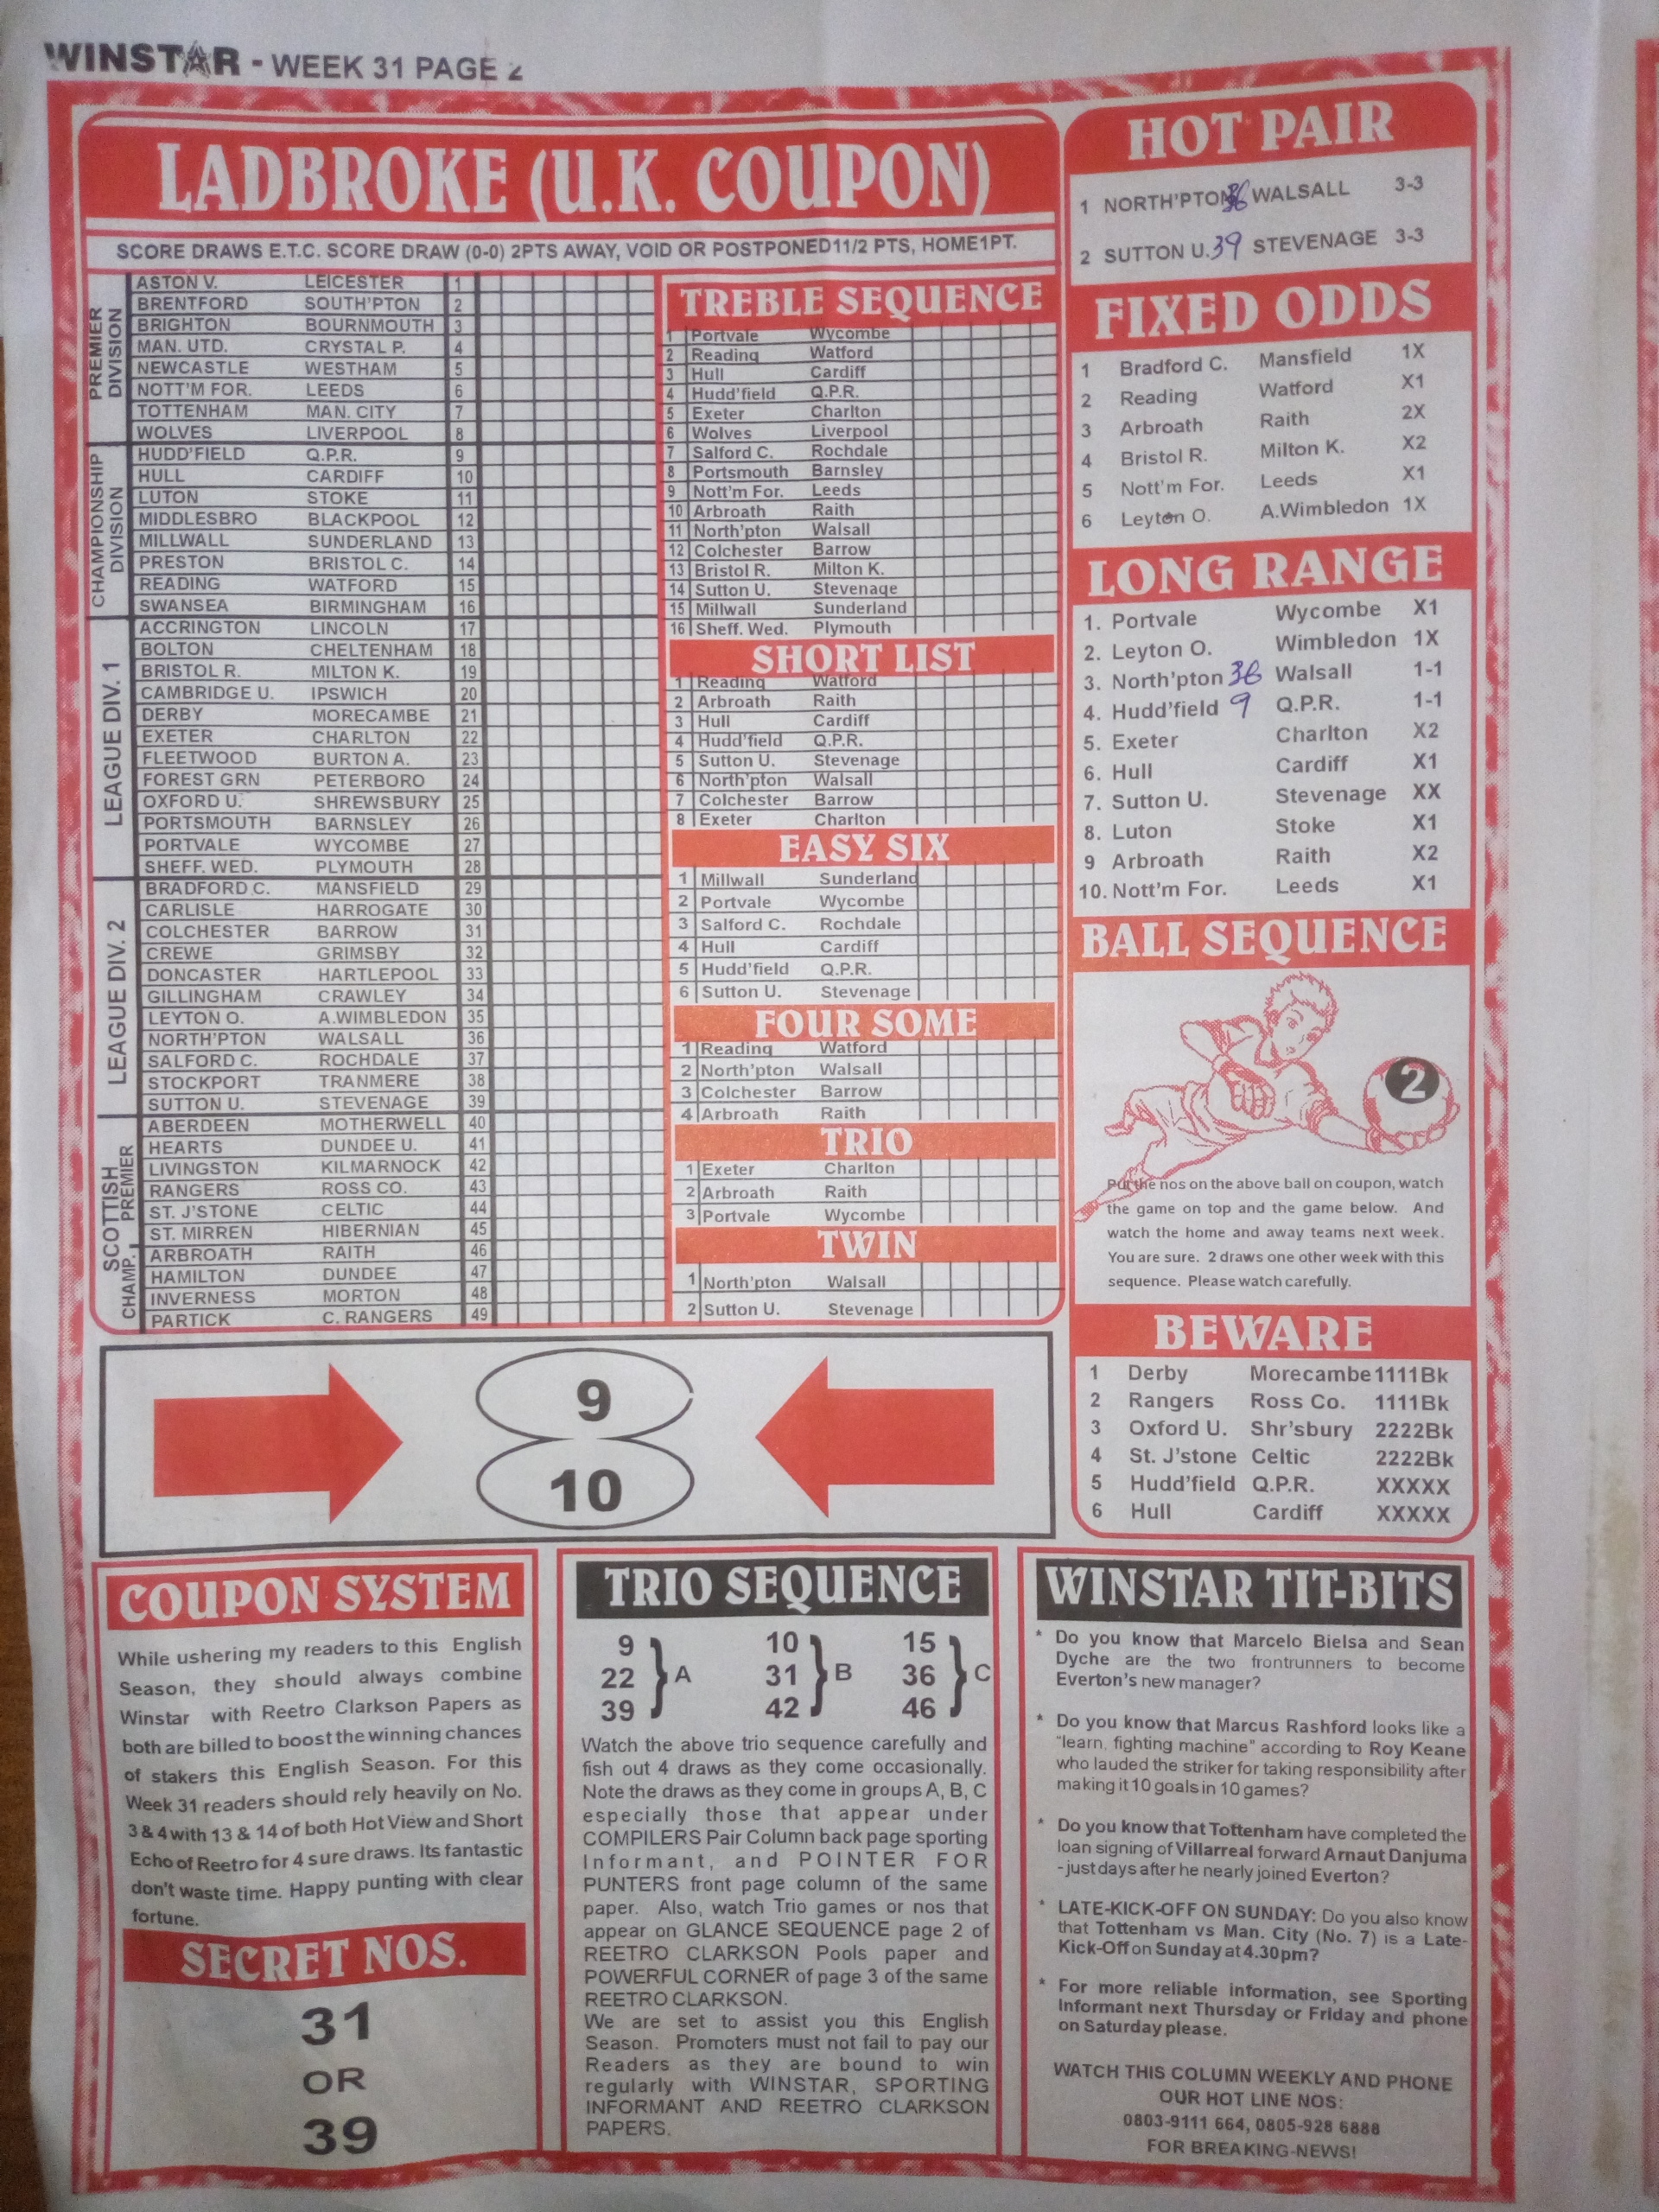 WINSTAR - WEEK 31 PAGE 2
LADBROKE (U.K. COUPON)
SCORE DRAWS E.T.C. SCORE DRAW (0-0) 2PTS AWAY, VOID OR POSTPONED11/2 PTS, HOME1PT.
PREMIER DIVISION
ASTON V. LEICESTER 1
BRENTFORD SOUTH'PTON 2
BRIGHTON BOURNMOUTH 3
MAN. UTD. CRYSTAL P. 4
NEWCASTLE WESTHAM 5
NOTT'M FOR. LEEDS 6
TOTTENHAM MAN. CITY 7
WOLVES LIVERPOOL 8
CHAMPIONSHIP DIVISION
HUDD'FIELD Q.P.R. 9
HULL CARDIFF 10
LUTON STOKE 11
MIDDLESBRO BLACKPOOL 12
MILLWALL SUNDERLAND 13
PRESTON BRISTOL C. 14
READING WATFORD 15
SWANSEA BIRMINGHAM 16
LEAGUE DIV. 1
ACCRINGTON LINCOLN 17
BOLTON CHELTENHAM 18
BRISTOL R. MILTON K. 19
CAMBRIDGE U. IPSWICH 20
DERBY MORECAMBE 21
EXETER CHARLTON 22
FLEETWOOD BURTON A. 23
FOREST GRN PETERBORO 24
OXFORD U. SHREWSBURY 25
PORTSMOUTH BARNSLEY 26
PORTVALE WYCOMBE 27
SHEFF. WED. PLYMOUTH 28
LEAGUE DIV. 2
BRADFORD C. MANSFIELD 29
CARLISLE HARROGATE 30
COLCHESTER BARROW 31
CREWE GRIMSBY 32
DONCASTER HARTLEPOOL 33
GILLINGHAM CRAWLEY 34
LEYTON O. A.WIMBLEDON 35
NORTH'PTON WALSALL 36
SALFORD C. ROCHDALE 37
STOCKPORT TRANMERE 38
SUTTON U. STEVENAGE 39
SCOTTISH PREMIER
ABERDEEN MOTHERWELL 40
HEARTS DUNDEE U. 41
LIVINGSTON KILMARNOCK 42
RANGERS ROSS CO. 43
ST. J'STONE CELTIC 44
ST. MIRREN HIBERNIAN 45
CHAMP.
ARBROATH RAITH 46
HAMILTON DUNDEE 47
INVERNESS MORTON 48
PARTICK C. RANGERS 49
TREBLE SEQUENCE
1 Portvale Wycombe
2 Reading Watford
3 Hull Cardiff
4 Hudd'field Q.P.R.
5 Exeter Charlton
6 Wolves Liverpool
7 Salford C. Rochdale
8 Portsmouth Barnsley
9 Nott'm For. Leeds
10 Arbroath Raith
11 North'pton Walsall
12 Colchester Barrow
13 Bristol R. Milton K.
14 Sutton U. Stevenage
15 Millwall Sunderland
16 Sheff. Wed. Plymouth
SHORT LIST
1 Reading Watford
2 Arbroath Raith
3 Hull Cardiff
4 Hudd'field Q.P.R.
5 Sutton U. Stevenage
6 North'pton Walsall
7 Colchester Barrow
8 Exeter Charlton
EASY SIX
1 Millwall Sunderland
2 Portvale Wycombe
3 Salford C. Rochdale
4 Hull Cardiff
5 Hudd'field Q.P.R.
6 Sutton U. Stevenage
FOUR SOME
1 Reading Watford
2 North'pton Walsall
3 Colchester Barrow
4 Arbroath Raith
TRIO
1 Exeter Charlton
2 Arbroath Raith
3 Portvale Wycombe
TWIN
1 North'pton Walsall
2 Sutton U. Stevenage
HOT PAIR
1 NORTH'PTON 36 WALSALL 3-3
2 SUTTON U. 39 STEVENAGE 3-3
FIXED ODDS
1 Bradford C. Mansfield 1X
2 Reading Watford X1
3 Arbroath Raith 2X
4 Bristol R. Milton K. X2
5 Nott'm For. Leeds X1
6 Leyton O. A.Wimbledon 1X
LONG RANGE
1. Portvale Wycombe X1
2. Leyton O. Wimbledon 1X
3. North'pton 36 Walsall 1-1
4. Hudd'field 9 Q.P.R. 1-1
5. Exeter Charlton X2
6. Hull Cardiff X1
7. Sutton U. Stevenage XX
8. Luton Stoke X1
9 Arbroath Raith X2
10. Nott'm For. Leeds X1
BALL SEQUENCE
2
Put the nos on the above ball on coupon, watch
the game on top and the game below. And
watch the home and away teams next week.
You are sure. 2 draws one other week with this
sequence. Please watch carefully.
BEWARE
1 Derby Morecambe 1111Bk
2 Rangers Ross Co. 1111Bk
3 Oxford U. Shr'sbury 2222Bk
4 St. J'stone Celtic 2222Bk
5 Hudd'field Q.P.R. XXXXX
6 Hull Cardiff XXXXX
9
10
COUPON SYSTEM
While ushering my readers to this English
Season, they should always combine
Winstar with Reetro Clarkson Papers as
both are billed to boost the winning chances
of stakers this English Season. For this
Week 31 readers should rely heavily on No.
3 & 4 with 13 & 14 of both Hot View and Short
Echo of Reetro for 4 sure draws. Its fantastic
don't waste time. Happy punting with clear
fortune.
SECRET NOS.
31
OR
39
TRIO SEQUENCE
9 10 15
22 A 31 B 36 C
39 42 46
Watch the above trio sequence carefully and
fish out 4 draws as they come occasionally.
Note the draws as they come in groups A, B, C
especially those that appear under
COMPILERS Pair Column back page sporting
Informant, and POINTER FOR
PUNTERS front page column of the same
paper. Also, watch Trio games or nos that
appear on GLANCE SEQUENCE page 2 of
REETRO CLARKSON Pools paper and
POWERFUL CORNER of page 3 of the same
REETRO CLARKSON.
We are set to assist you this English
Season. Promoters must not fail to pay our
Readers as they are bound to win
regularly with WINSTAR, SPORTING
INFORMANT AND REETRO CLARKSON
PAPERS.
WINSTAR TIT-BITS
* Do you know that Marcelo Bielsa and Sean
Dyche are the two frontrunners to become
Everton's new manager?
* Do you know that Marcus Rashford looks like a
"learn, fighting machine" according to Roy Keane
who lauded the striker for taking responsibility after
making it 10 goals in 10 games?
* Do you know that Tottenham have completed the
loan signing of Villarreal forward Arnaut Danjuma
- just days after he nearly joined Everton?
* LATE-KICK-OFF ON SUNDAY: Do you also know
that Tottenham vs Man. City (No. 7) is a Late-
Kick-Off on Sunday at 4.30pm?
* For more reliable information, see Sporting
Informant next Thursday or Friday and phone
on Saturday please.
WATCH THIS COLUMN WEEKLY AND PHONE
OUR HOT LINE NOS:
0803-9111 664, 0805-928 6888
FOR BREAKING-NEWS!